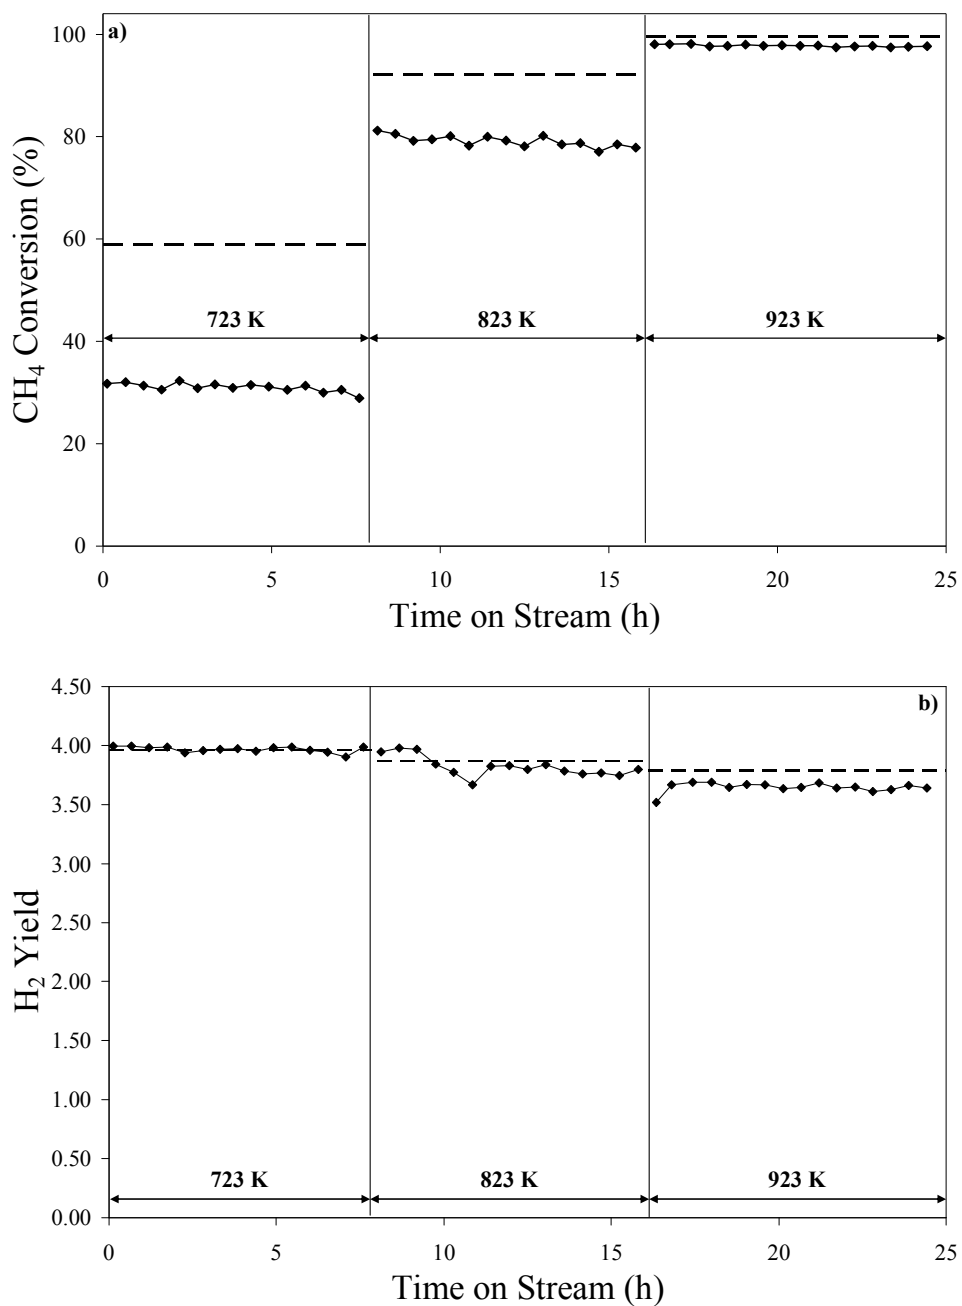 a)
100
80
60
40
20
0
CH₄ Conversion (%)
723 K
823 K
923 K
0 5 10 15 20 25
Time on Stream (h)
b)
4.50
4.00
3.50
3.00
2.50
2.00
1.50
1.00
0.50
0.00
H₂ Yield
723 K
823 K
923 K
0 5 10 15 20 25
Time on Stream (h)